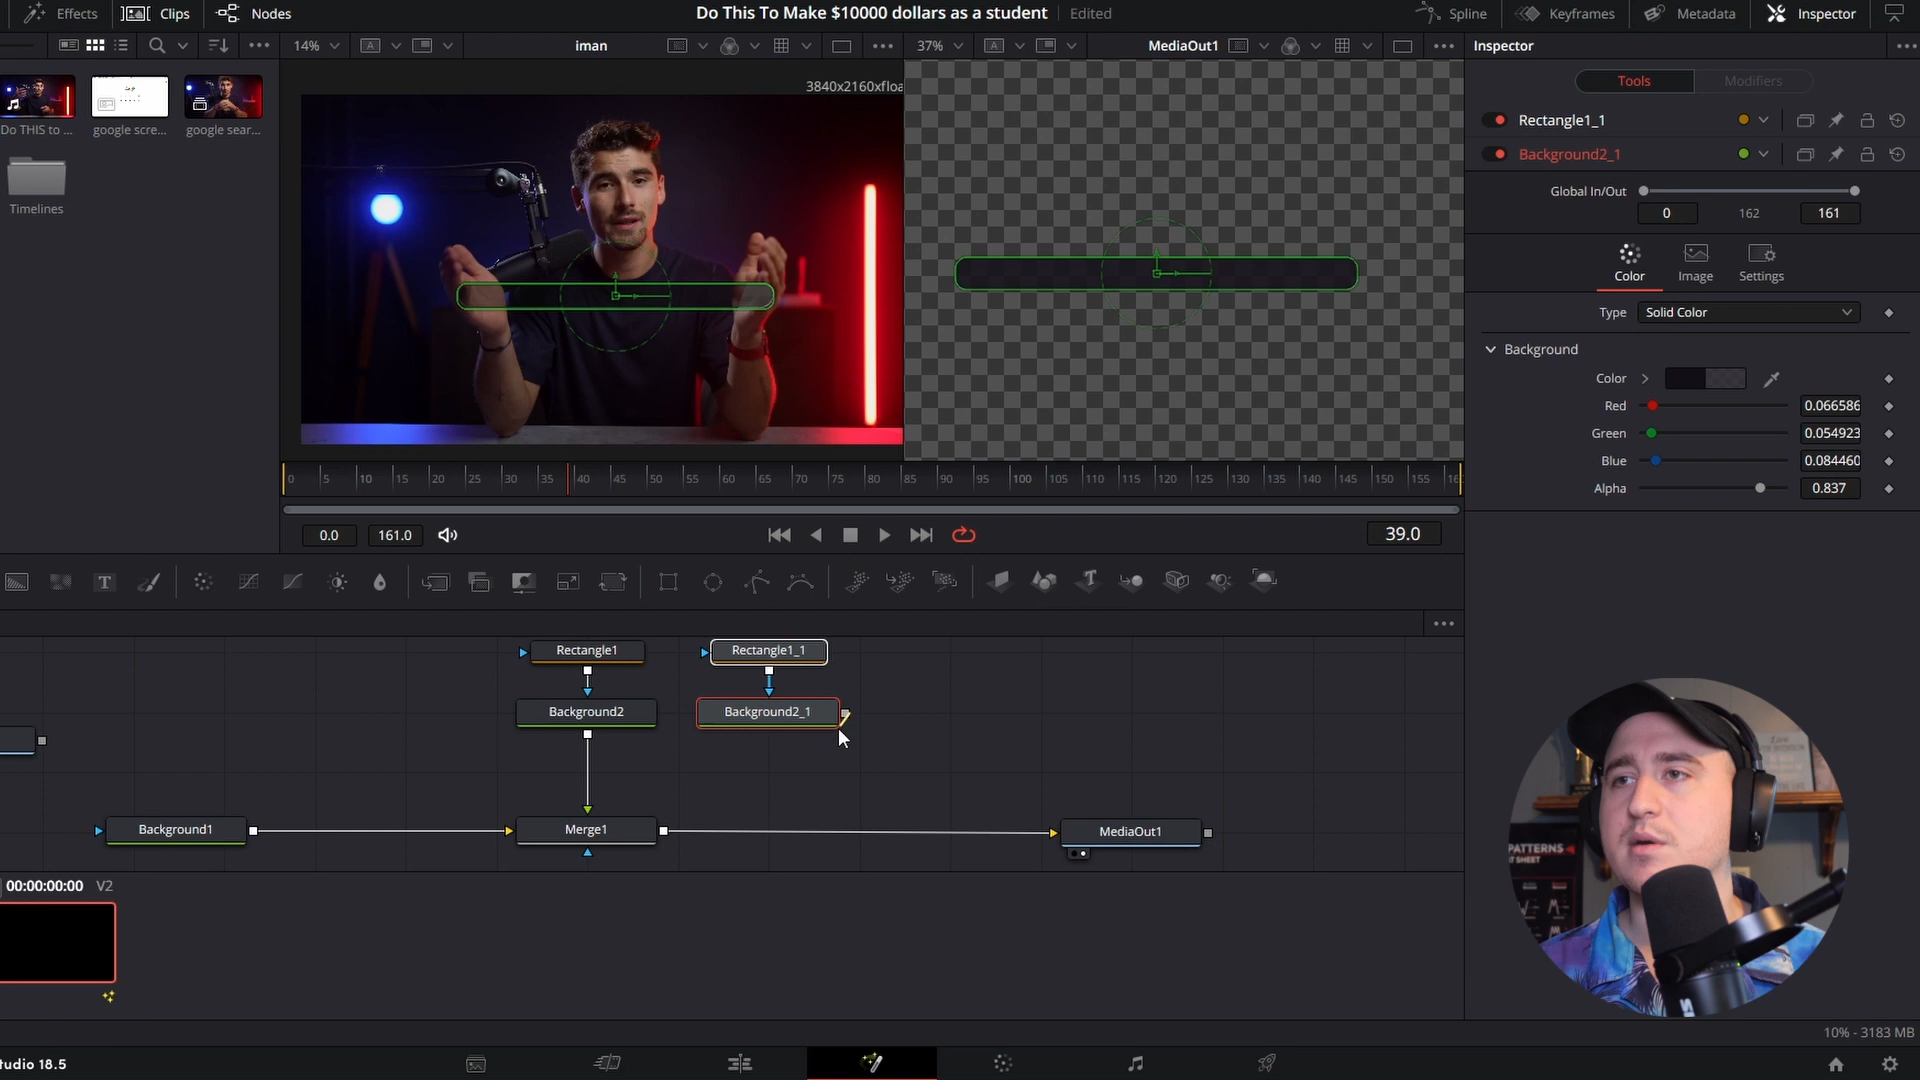 Effects Clips Nodes Do This To Make $10000 dollars as a student Edited Spline Keyframes Metadata Inspector
14% A iman 37% A MediaOut1 Inspector
3840x2160xfloa
Tools Modifiers
Do THIS to ... google scre... google sear...
Rectangle1_1
Background2_1
Timelines
Global In/Out
0 162 161
Color Image Settings
Type Solid Color
Background
Color
Red 0.066586
Green 0.054923
Blue 0.084460
Alpha 0.837
0 5 10 15 20 25 30 35 40 45 50 55 60 65 70 75 80 85 90 95 100 105 110 115 120 125 130 135 140 145 150 155 16
0.0 161.0 39.0
T T
Rectangle1 Rectangle1_1
Background2 Background2_1
Background1 Merge1 MediaOut1
PATTERNS
T SHEET
00:00:00:00 V2
10% - 3183 MB
tudio 18.5